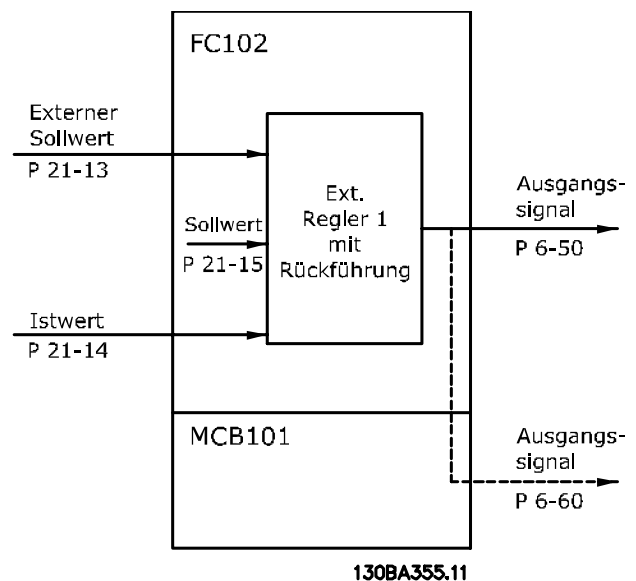 FC102
Externer
Sollwert
P 21-13
Sollwert
P 21-15
Istwert
P 21-14
Ext.
Regler 1
mit
Rückführung
Ausgangs-
signal
P 6-50
MCB101
Ausgangs-
signal
P 6-60
130BA355.11